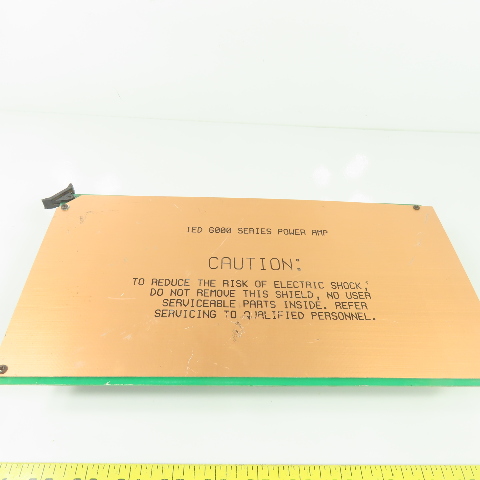 IED 6000 SERIES POWER AMP
CAUTION:
TO REDUCE THE RISK OF ELECTRIC SHOCK,
DO NOT REMOVE THIS SHIELD, NO USER
SERVICEABLE PARTS INSIDE. REFER
SERVICING TO QUALIFIED PERSONNEL.